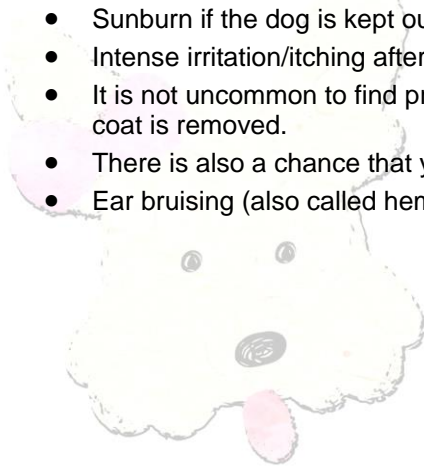 • Sunburn if the dog is kept ou
• Intense irritation/itching after
• It is not uncommon to find pr
coat is removed.
• There is also a chance that y
• Ear bruising (also called hem